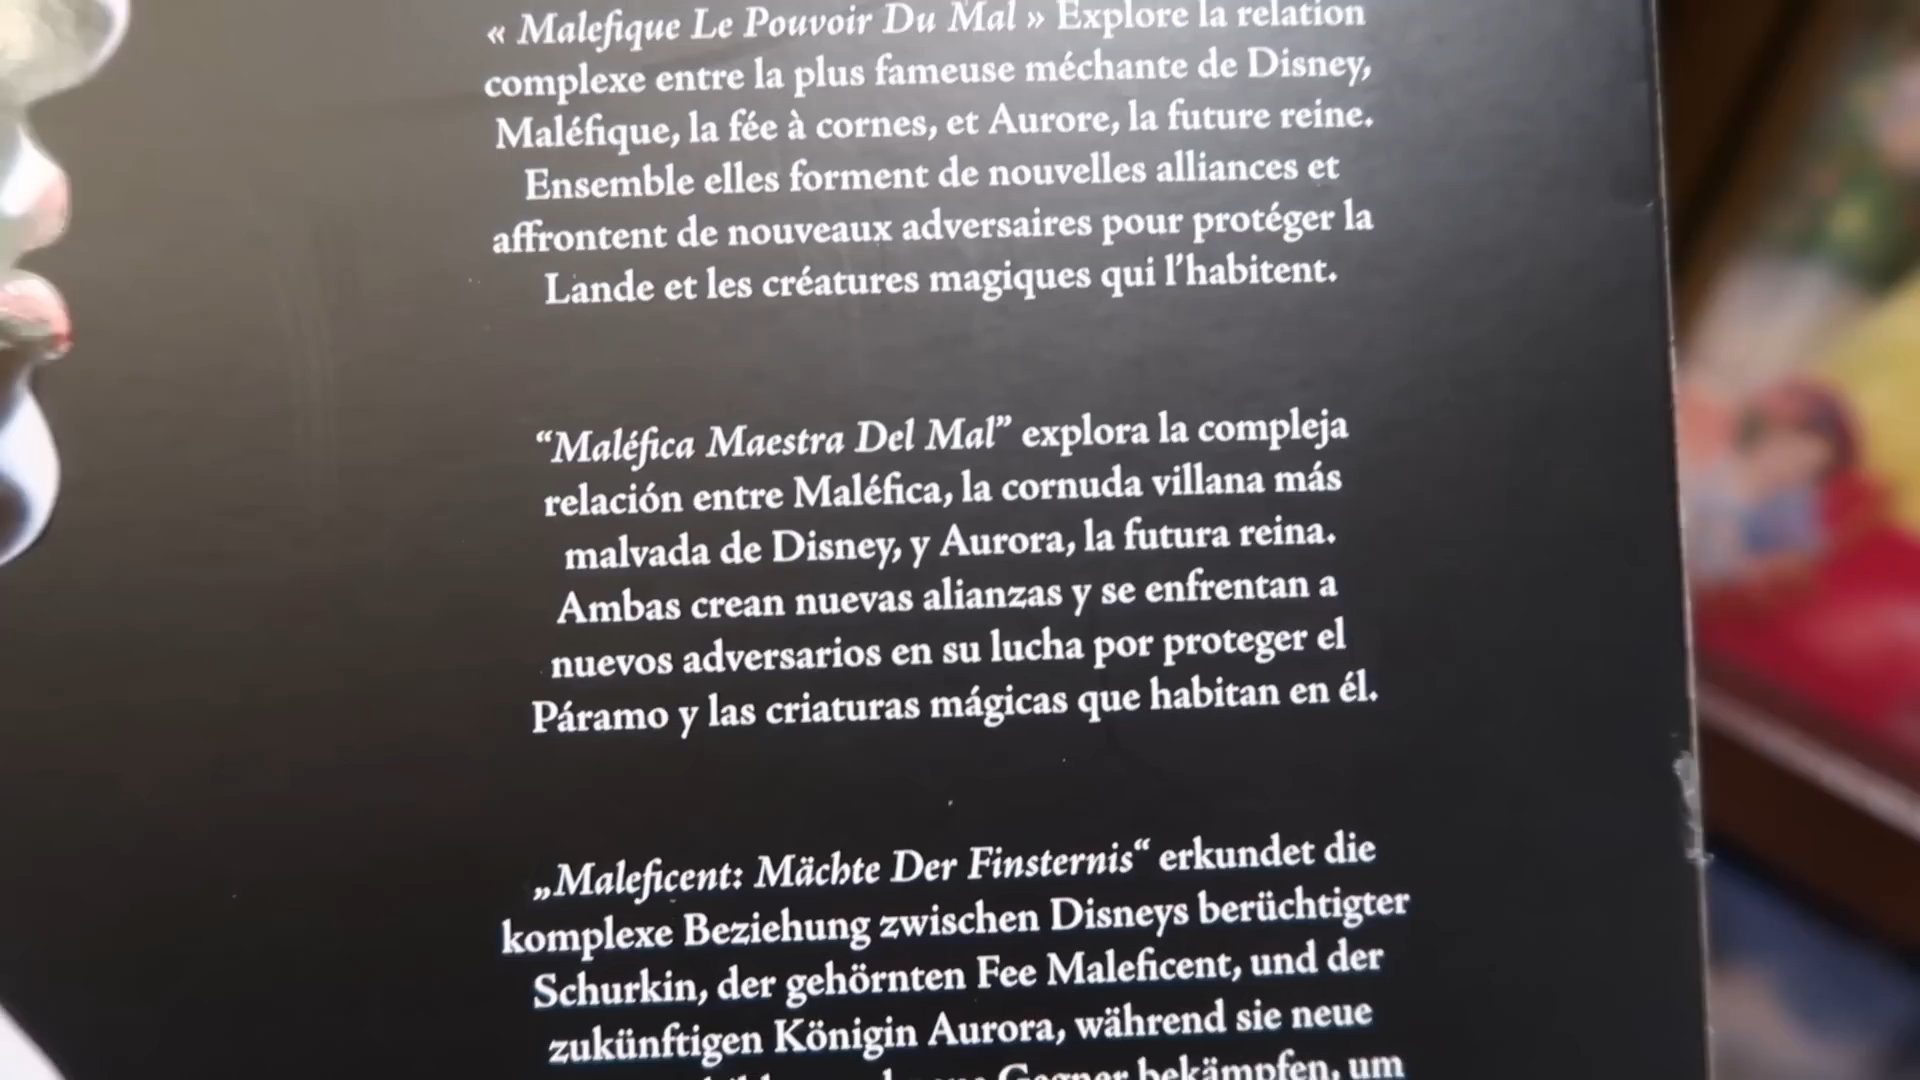 « Malefique Le Pouvoir Du Mal » Explore la relation
complexe entre la plus fameuse méchante de Disney,
Maléfique, la fée à cornes, et Aurore, la future reine.
Ensemble elles forment de nouvelles alliances et
affrontent de nouveaux adversaires pour protéger la
Lande et les créatures magiques qui l'habitent.
“Maléfica Maestra Del Mal” explora la compleja
relación entre Maléfica, la cornuda villana más
malvada de Disney, y Aurora, la futura reina.
Ambas crean nuevas alianzas y se enfrentan a
nuevos adversarios en su lucha por proteger el
Páramo y las criaturas mágicas que habitan en él.
„Maleficent: Mächte Der Finsternis“ erkundet die
komplexe Beziehung zwischen Disneys berüchtigter
Schurkin, der gehörnten Fee Maleficent, und der
zukünftigen Königin Aurora, während sie neue
Gegner bekämpfen, um